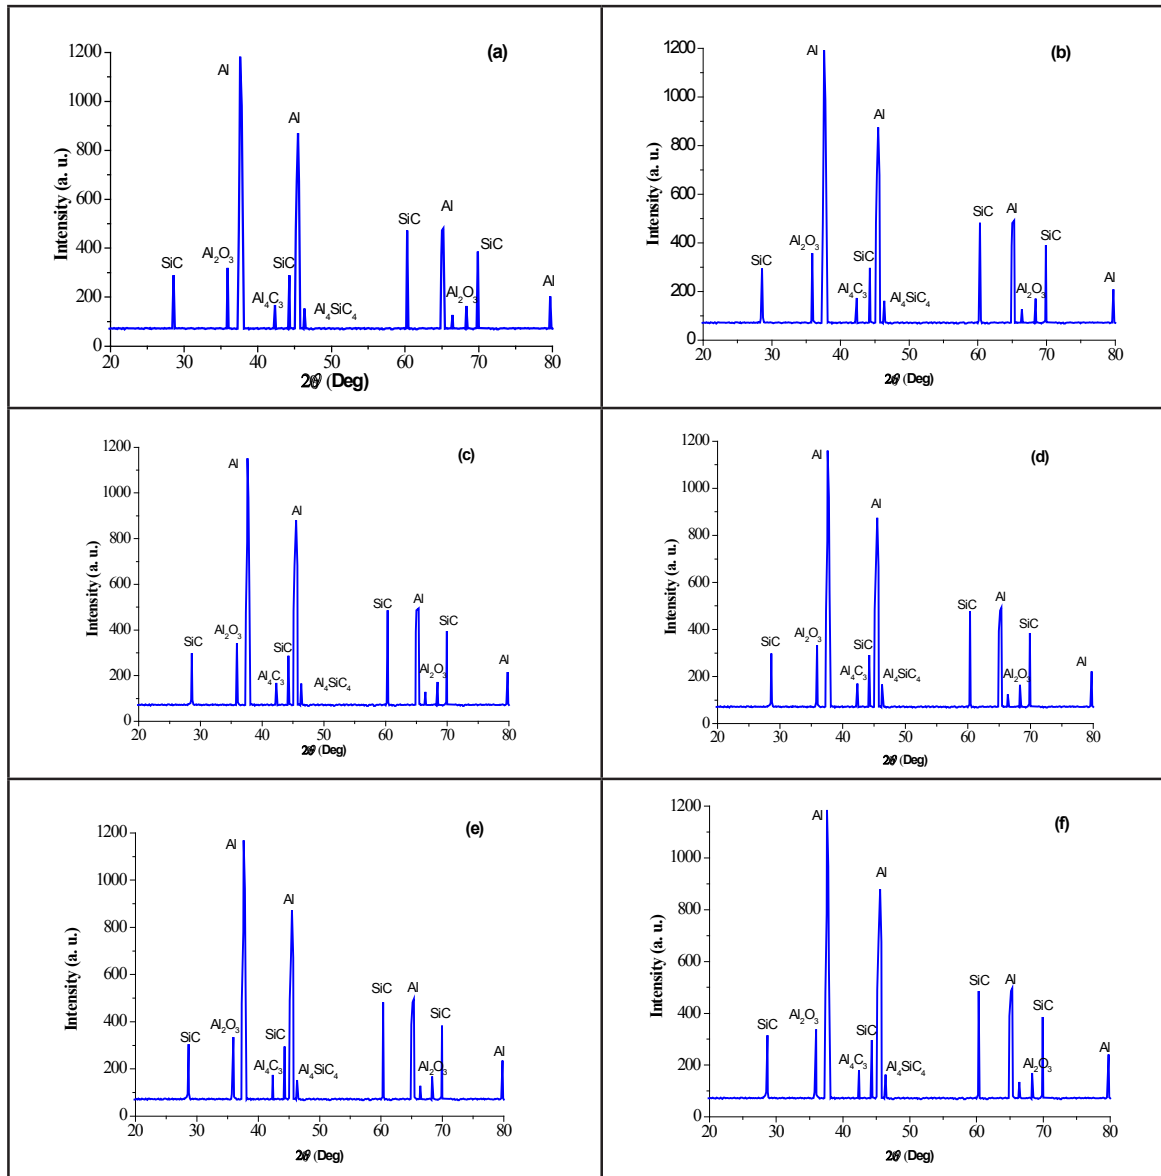 (a)
1200
1000
800
600
400
200
0
Intensity (a. u.)
SiC
Al₂O₃
Al
Al₄C₃
SiC
Al
Al₄SiC₄
SiC
Al
Al₂O₃
SiC
Al
20 30 40 50 60 70 80
2θ (Deg)
(b)
1200
1000
800
600
400
200
0
Intensity (a. u.)
SiC
Al₂O₃
Al
Al₄C₃
SiC
Al
Al₄SiC₄
SiC
Al
Al₂O₃
SiC
Al
20 30 40 50 60 70 80
2θ (Deg)
(c)
1200
1000
800
600
400
200
0
Intensity (a. u.)
SiC
Al₂O₃
Al
Al₄C₃
SiC
Al
Al₄SiC₄
SiC
Al
Al₂O₃
SiC
Al
20 30 40 50 60 70 80
2θ (Deg)
(d)
1200
1000
800
600
400
200
0
Intensity (a. u.)
SiC
Al₂O₃
Al
Al₄C₃
SiC
Al
Al₄SiC₄
SiC
Al
Al₂O₃
SiC
Al
20 30 40 50 60 70 80
2θ (Deg)
(e)
1200
1000
800
600
400
200
0
Intensity (a. u.)
SiC
Al₂O₃
Al
Al₄C₃
SiC
Al
Al₄SiC₄
SiC
Al
Al₂O₃
SiC
Al
20 30 40 50 60 70 80
2θ (Deg)
(f)
1200
1000
800
600
400
200
0
Intensity (a. u.)
SiC
Al₂O₃
Al
Al₄C₃
SiC
Al
Al₄SiC₄
SiC
Al
Al₂O₃
SiC
Al
20 30 40 50 60 70 80
2θ (Deg)